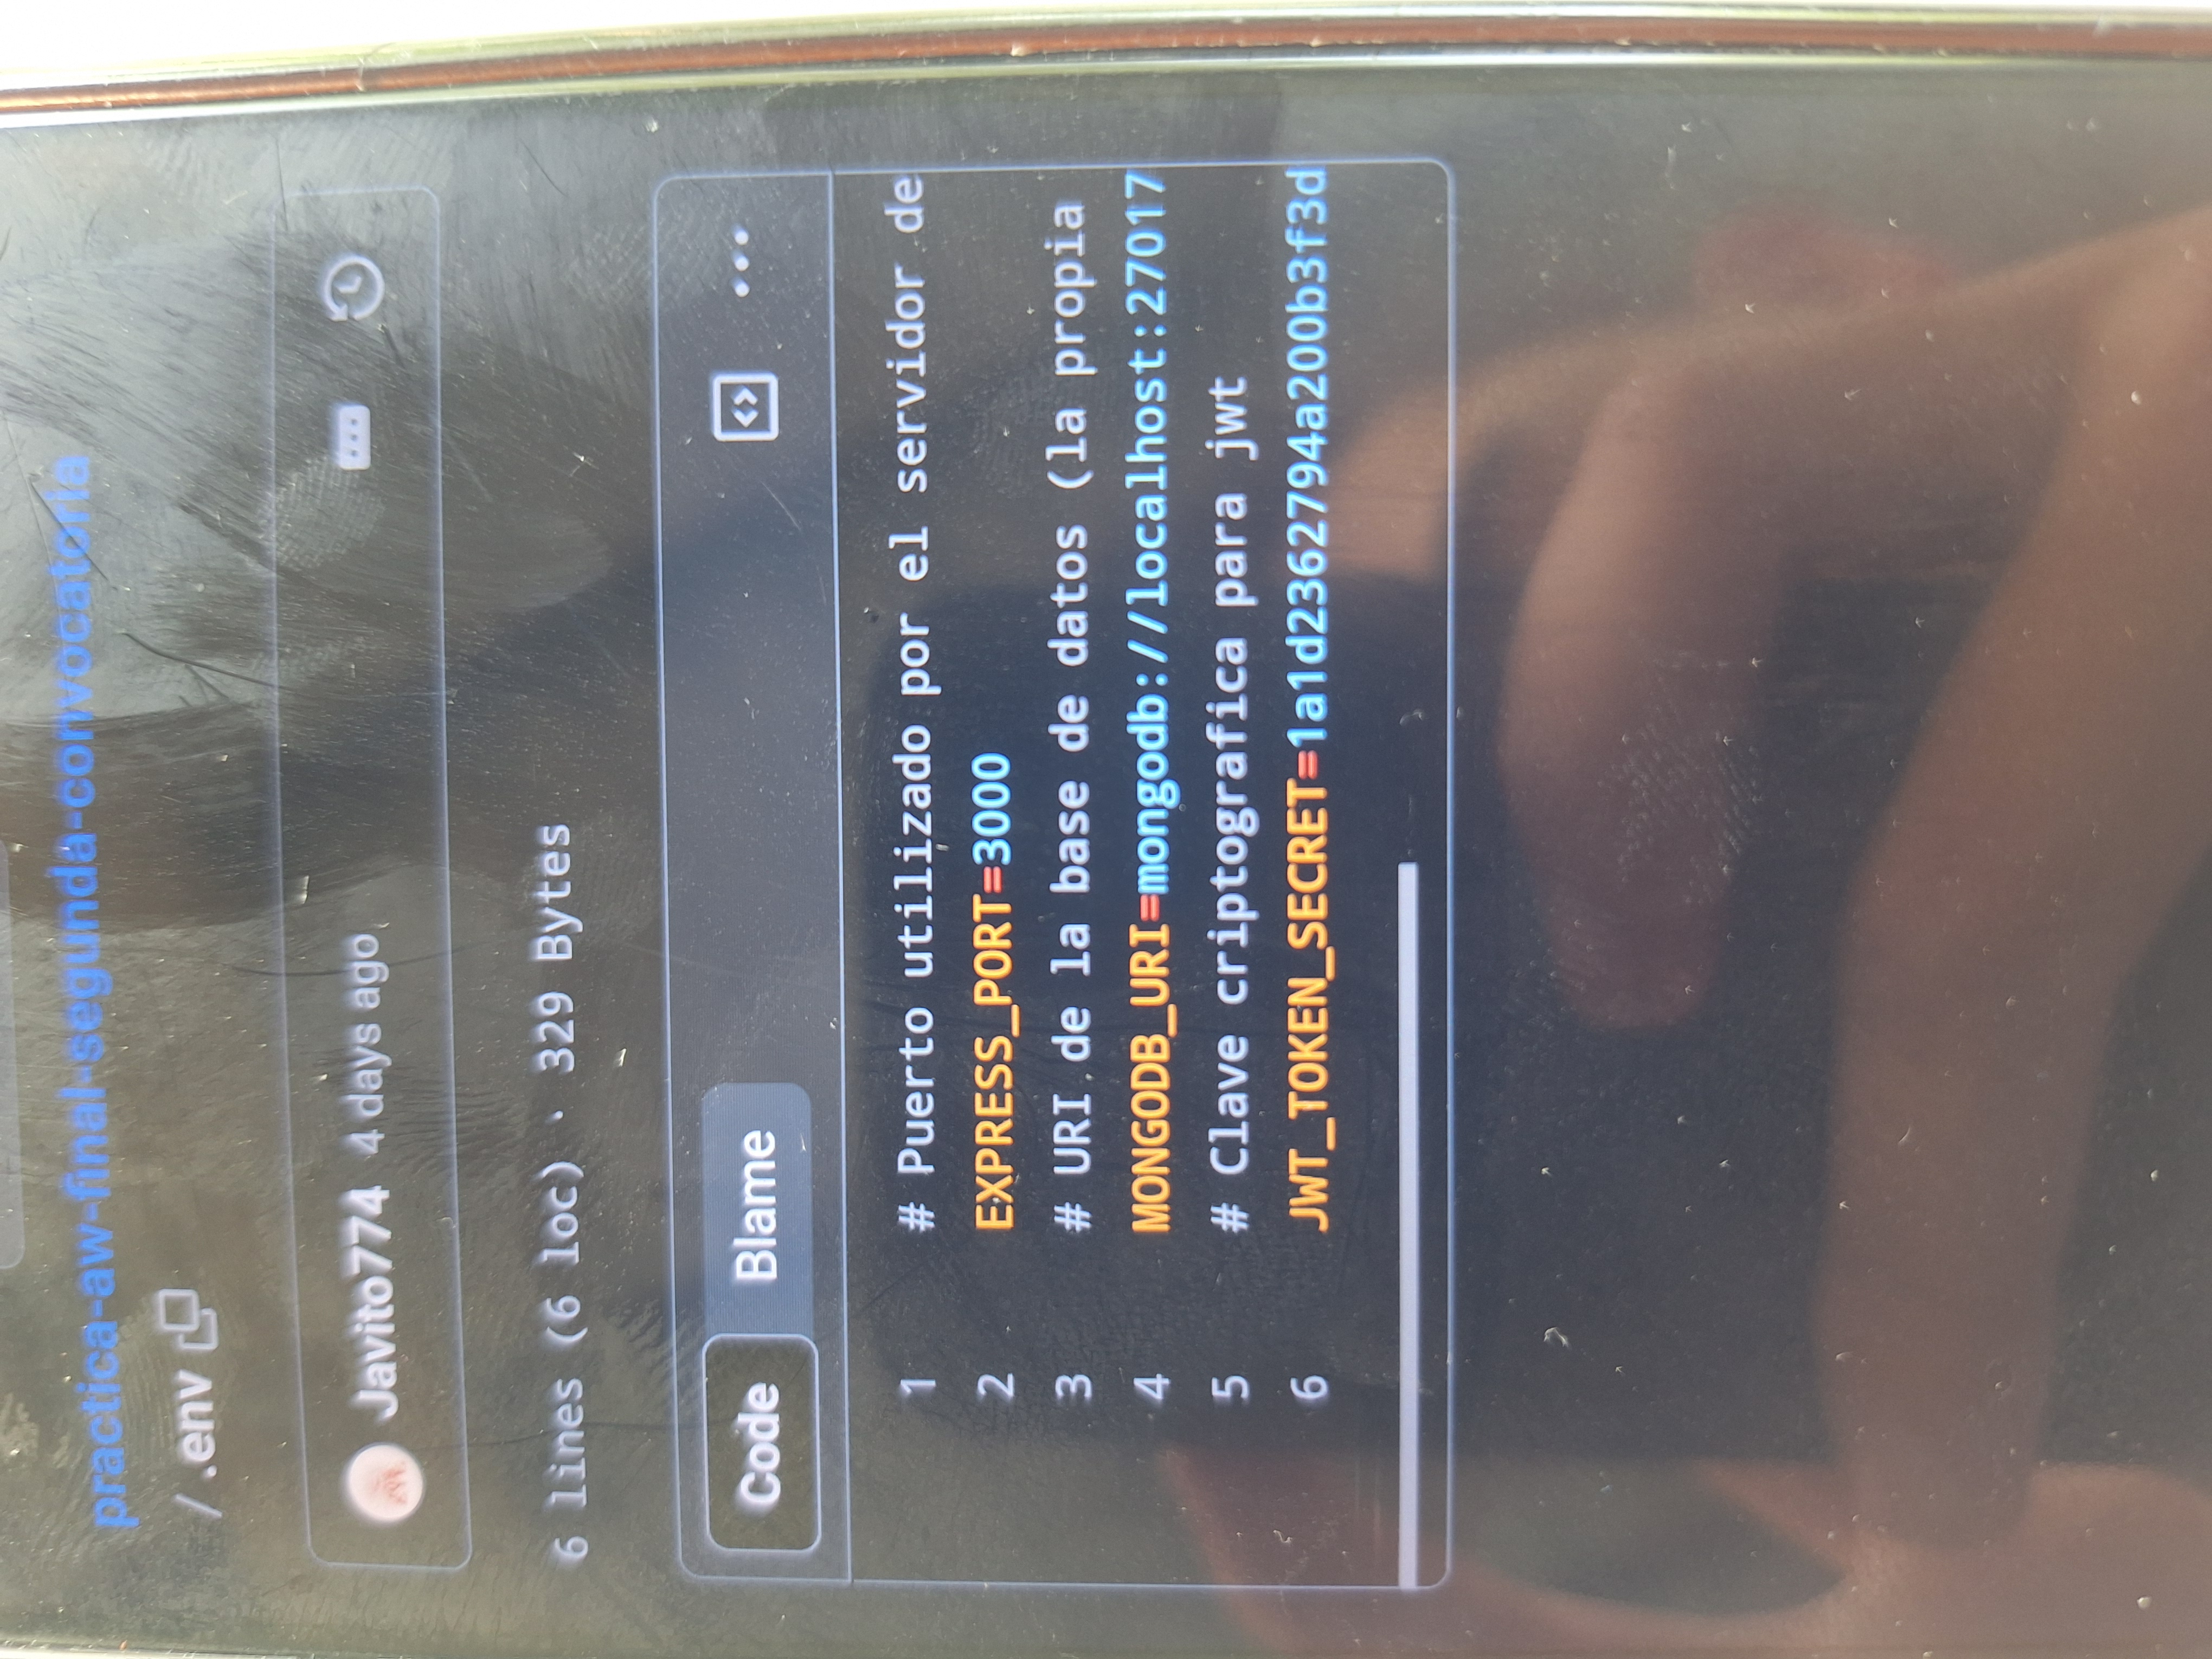 practica-aw-final-segunda-convocatoria
/ .env
Javito774 4 days ago
6 lines (6 loc) · 329 Bytes
Code Blame
1 # Puerto utilizado por el servidor de
2 EXPRESS_PORT=3000
3 # URI de la base de datos (la propia
4 MONGODB_URI=mongodb://localhost:27017
5 # Clave criptografica para jwt
6 JWT_TOKEN_SECRET=1a1d2362794a200b3f3d